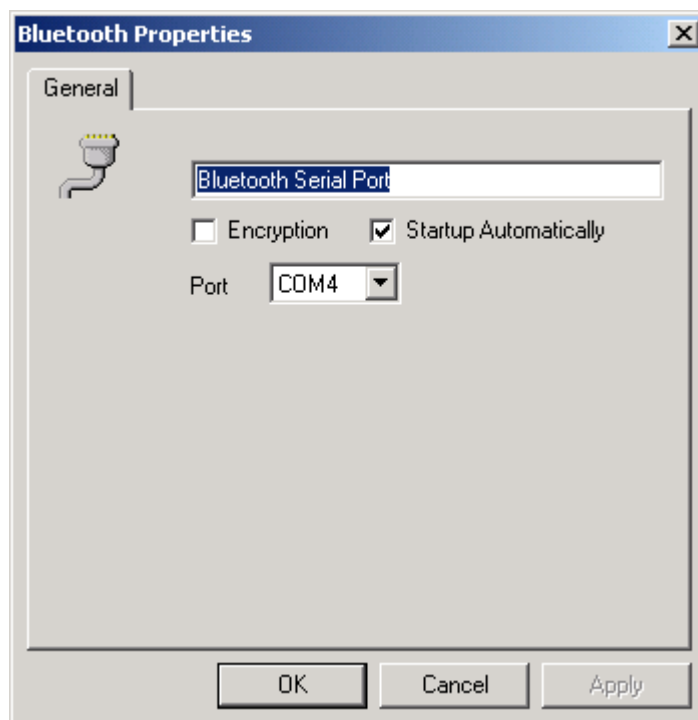 Bluetooth Properties
General
Bluetooth Serial Port
Encryption Startup Automatically
Port COM4
OK Cancel Apply